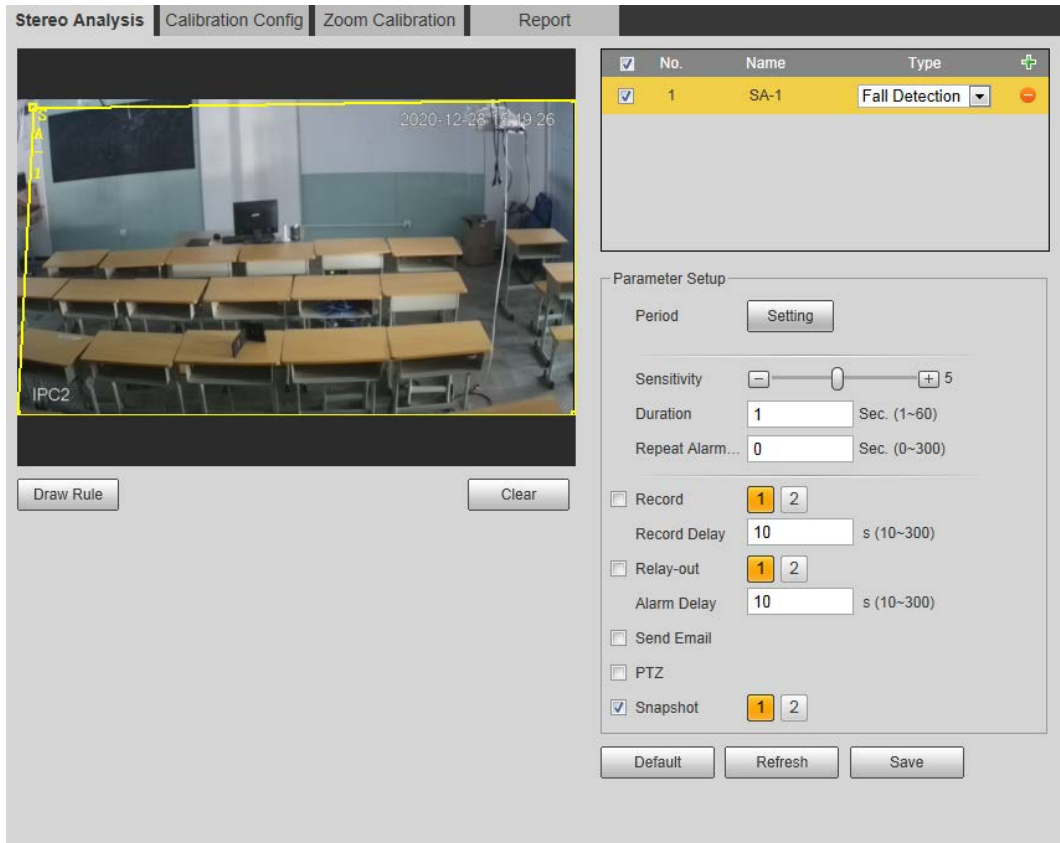 Stereo Analysis Calibration Config Zoom Calibration Report
No. Name Type
1 SA-1 Fall Detection
SA-1
IPC2
Draw Rule Clear
Parameter Setup
Period Setting
Sensitivity 5
Duration 1 Sec. (1~60)
Repeat Alarm... 0 Sec. (0~300)
Record 1 2
Record Delay 10 s (10~300)
Relay-out 1 2
Alarm Delay 10 s (10~300)
Send Email
PTZ
Snapshot 1 2
Default Refresh Save